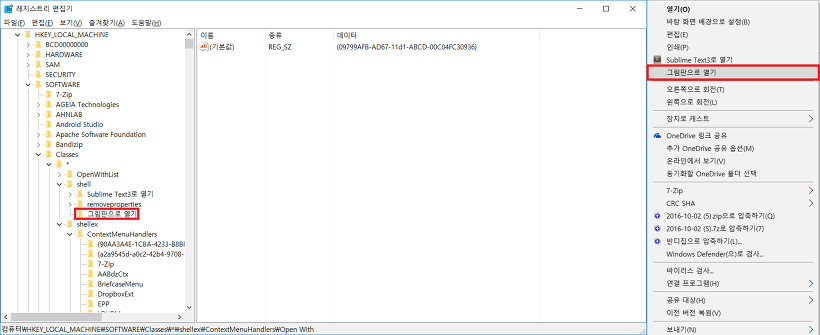 레지스트리 편집기
파일(F) 편집(E) 보기(V) 즐겨찾기(A) 도움말(H)
HKEY_LOCAL_MACHINE
BCD00000000
HARDWARE
SAM
SECURITY
SOFTWARE
7-Zip
AGEIA Technologies
AHNLAB
Android Studio
Apache Software Foundation
Bandizip
Classes
*
OpenWithList
shell
Sublime Text3로 열기
removeproperties
그림판으로 열기
shellex
ContextMenuHandlers
{90AA3A4E-1CBA-4233-B8B
{a2a9545d-a0c2-42b4-9708-
7-Zip
AABdzCtx
BriefcaseMenu
DropboxExt
EPP
이름 종류 데이터
(기본값) REG_SZ {09799AFB-AD67-11d1-ABCD-00C04FC30936}
컴퓨터\HKEY_LOCAL_MACHINE\SOFTWARE\Classes\*\shellex\ContextMenuHandlers\Open With
열기(O)
바탕 화면 배경으로 설정(B)
편집(E)
인쇄(P)
Sublime Text3로 열기
그림판으로 열기
오른쪽으로 회전(T)
왼쪽으로 회전(L)
장치로 캐스트
OneDrive 링크 공유
추가 OneDrive 공유 옵션(M)
온라인에서 보기(V)
동기화할 OneDrive 폴더 선택
7-Zip
CRC SHA
2016-10-02 (5).zip으로 압축하기(Q)
2016-10-02 (5).7z로 압축하기(7)
반디집으로 압축하기(L)...
Windows Defender(으)로 검사...
바이러스 검사...
연결 프로그램(H)
공유 대상(H)
이전 버전 복원(V)
보내기(N)